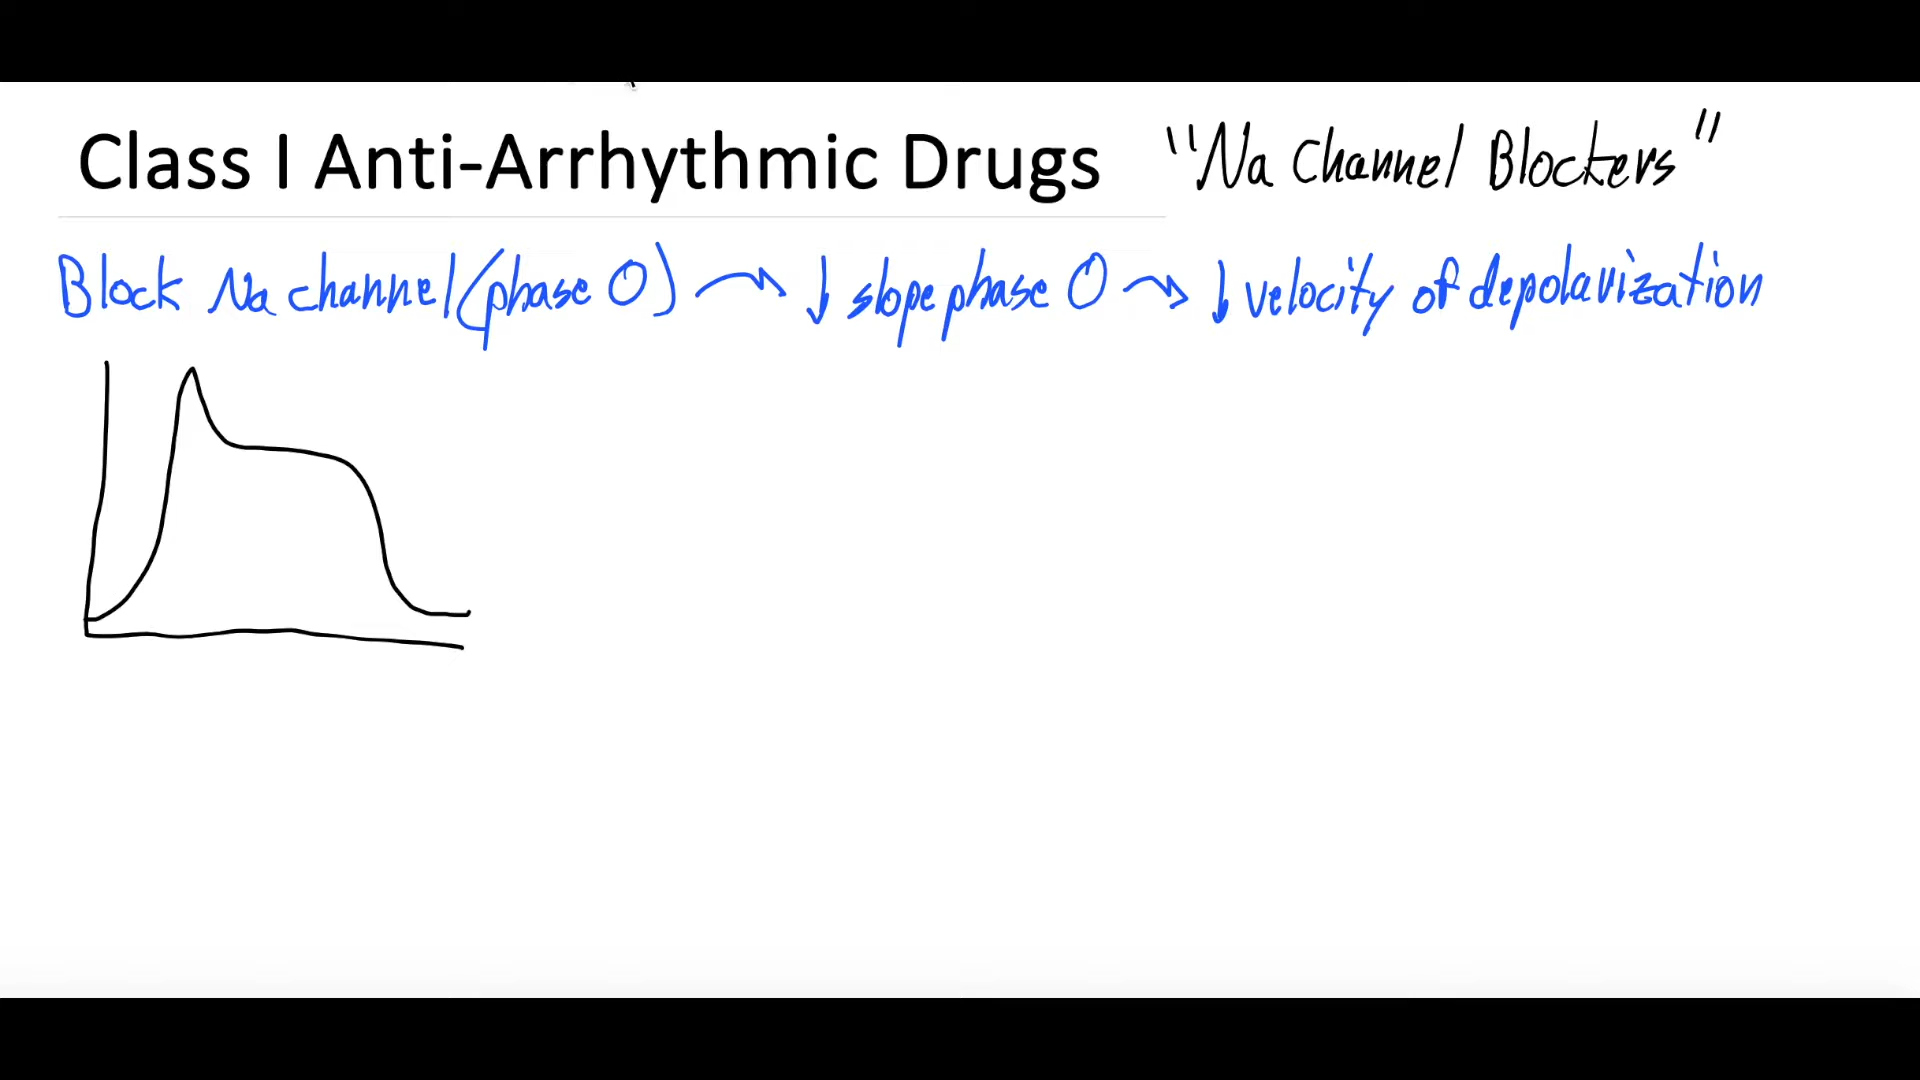 Class I Anti-Arrhythmic Drugs "Na Channel Blockers"
Block Na channel (phase 0) → ↓ slope phase 0 → ↓ velocity of depolarization